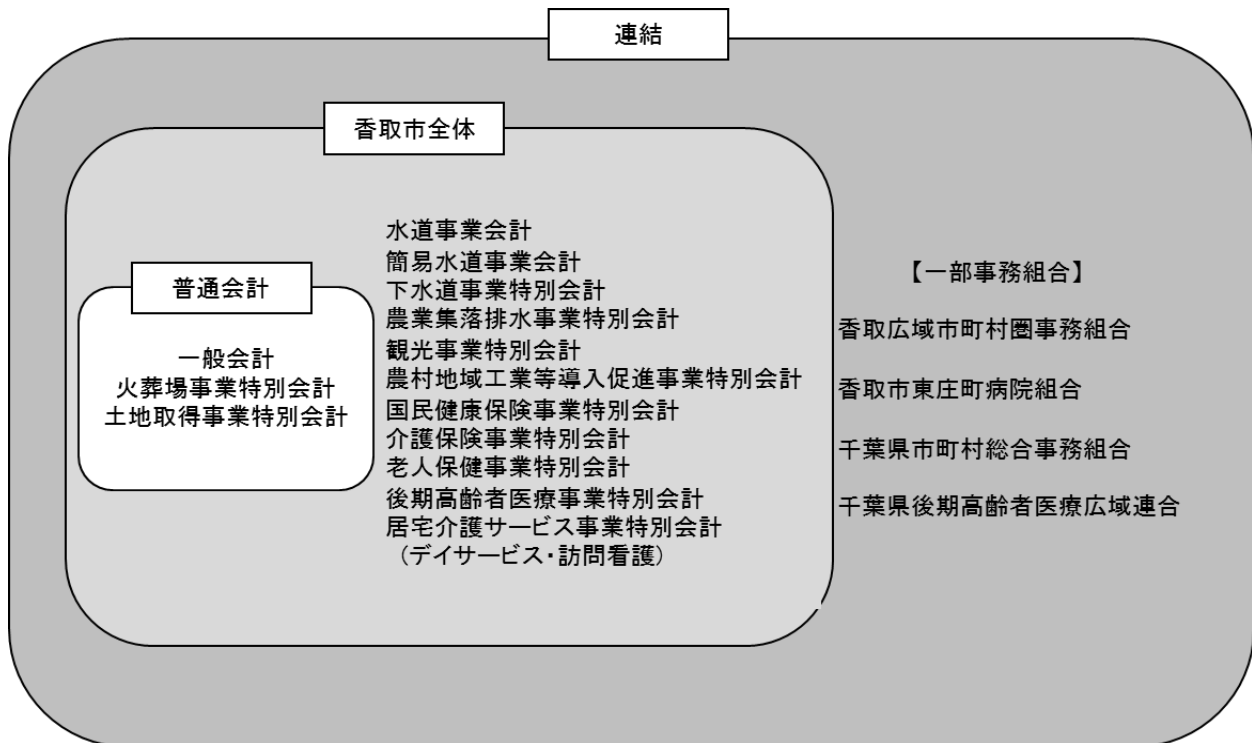 連結
香取市全体
普通会計
一般会計
火葬場事業特別会計
土地取得事業特別会計
水道事業会計
簡易水道事業会計
下水道事業特別会計
農業集落排水事業特別会計
観光事業特別会計
農村地域工業等導入促進事業特別会計
国民健康保険事業特別会計
介護保険事業特別会計
老人保健事業特別会計
後期高齢者医療事業特別会計
居宅介護サービス事業特別会計
（デイサービス・訪問看護）
【一部事務組合】
香取広域市町村圏事務組合
香取市東庄町病院組合
千葉県市町村総合事務組合
千葉県後期高齢者医療広域連合